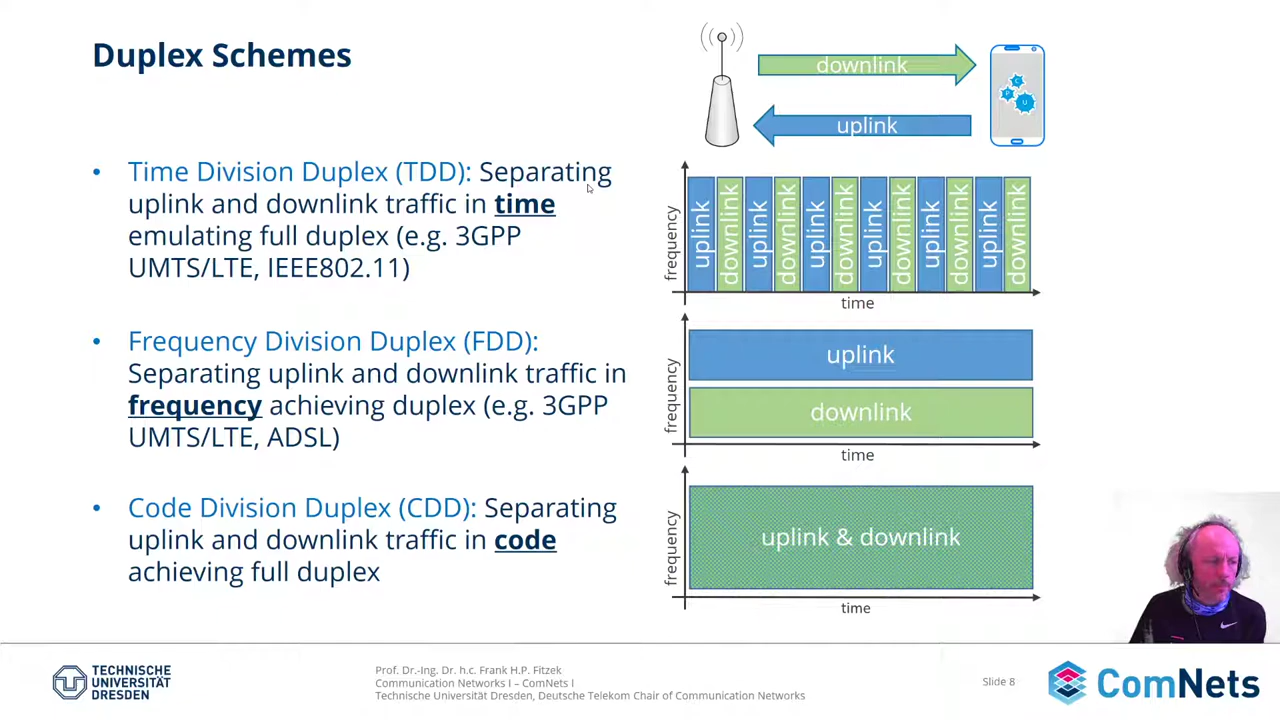 Duplex Schemes
downlink
uplink
C
P
U
• Time Division Duplex (TDD): Separating
uplink and downlink traffic in time
emulating full duplex (e.g. 3GPP
UMTS/LTE, IEEE802.11)
frequency
uplink
downlink
uplink
downlink
uplink
downlink
uplink
downlink
uplink
downlink
uplink
downlink
time
• Frequency Division Duplex (FDD):
Separating uplink and downlink traffic in
frequency achieving duplex (e.g. 3GPP
UMTS/LTE, ADSL)
frequency
uplink
downlink
time
• Code Division Duplex (CDD): Separating
uplink and downlink traffic in code
achieving full duplex
frequency
uplink & downlink
time
TECHNISCHE
UNIVERSITÄT
DRESDEN
Prof. Dr.-Ing. Dr. h.c. Frank H.P. Fitzek
Communication Networks I – ComNets I
Technische Universität Dresden, Deutsche Telekom Chair of Communication Networks
Slide 8
ComNets